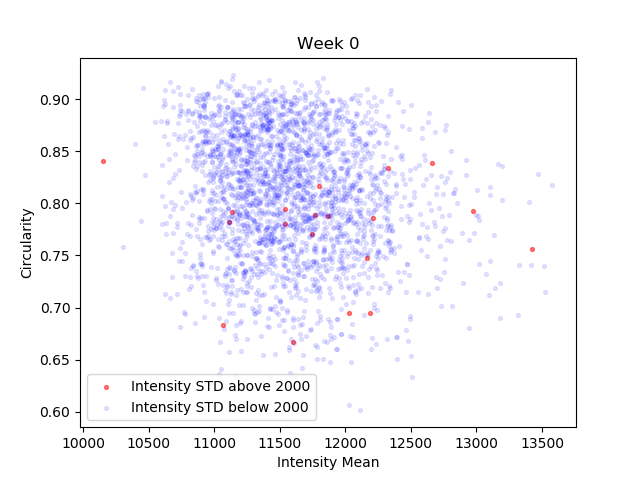 Week 0
Circularity
0.90
0.85
0.80
0.75
0.70
0.65
0.60
Intensity STD above 2000
Intensity STD below 2000
10000 10500 11000 11500 12000 12500 13000 13500
Intensity Mean